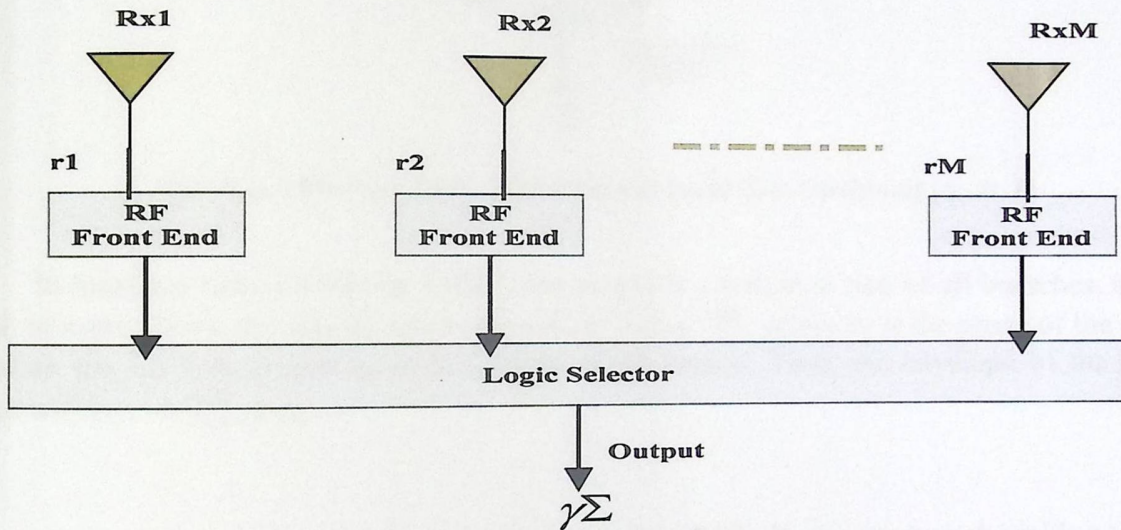 Rx1 Rx2 RxM
r1 r2 rM
RF RF RF
Front End Front End Front End
Logic Selector
Output
γΣ